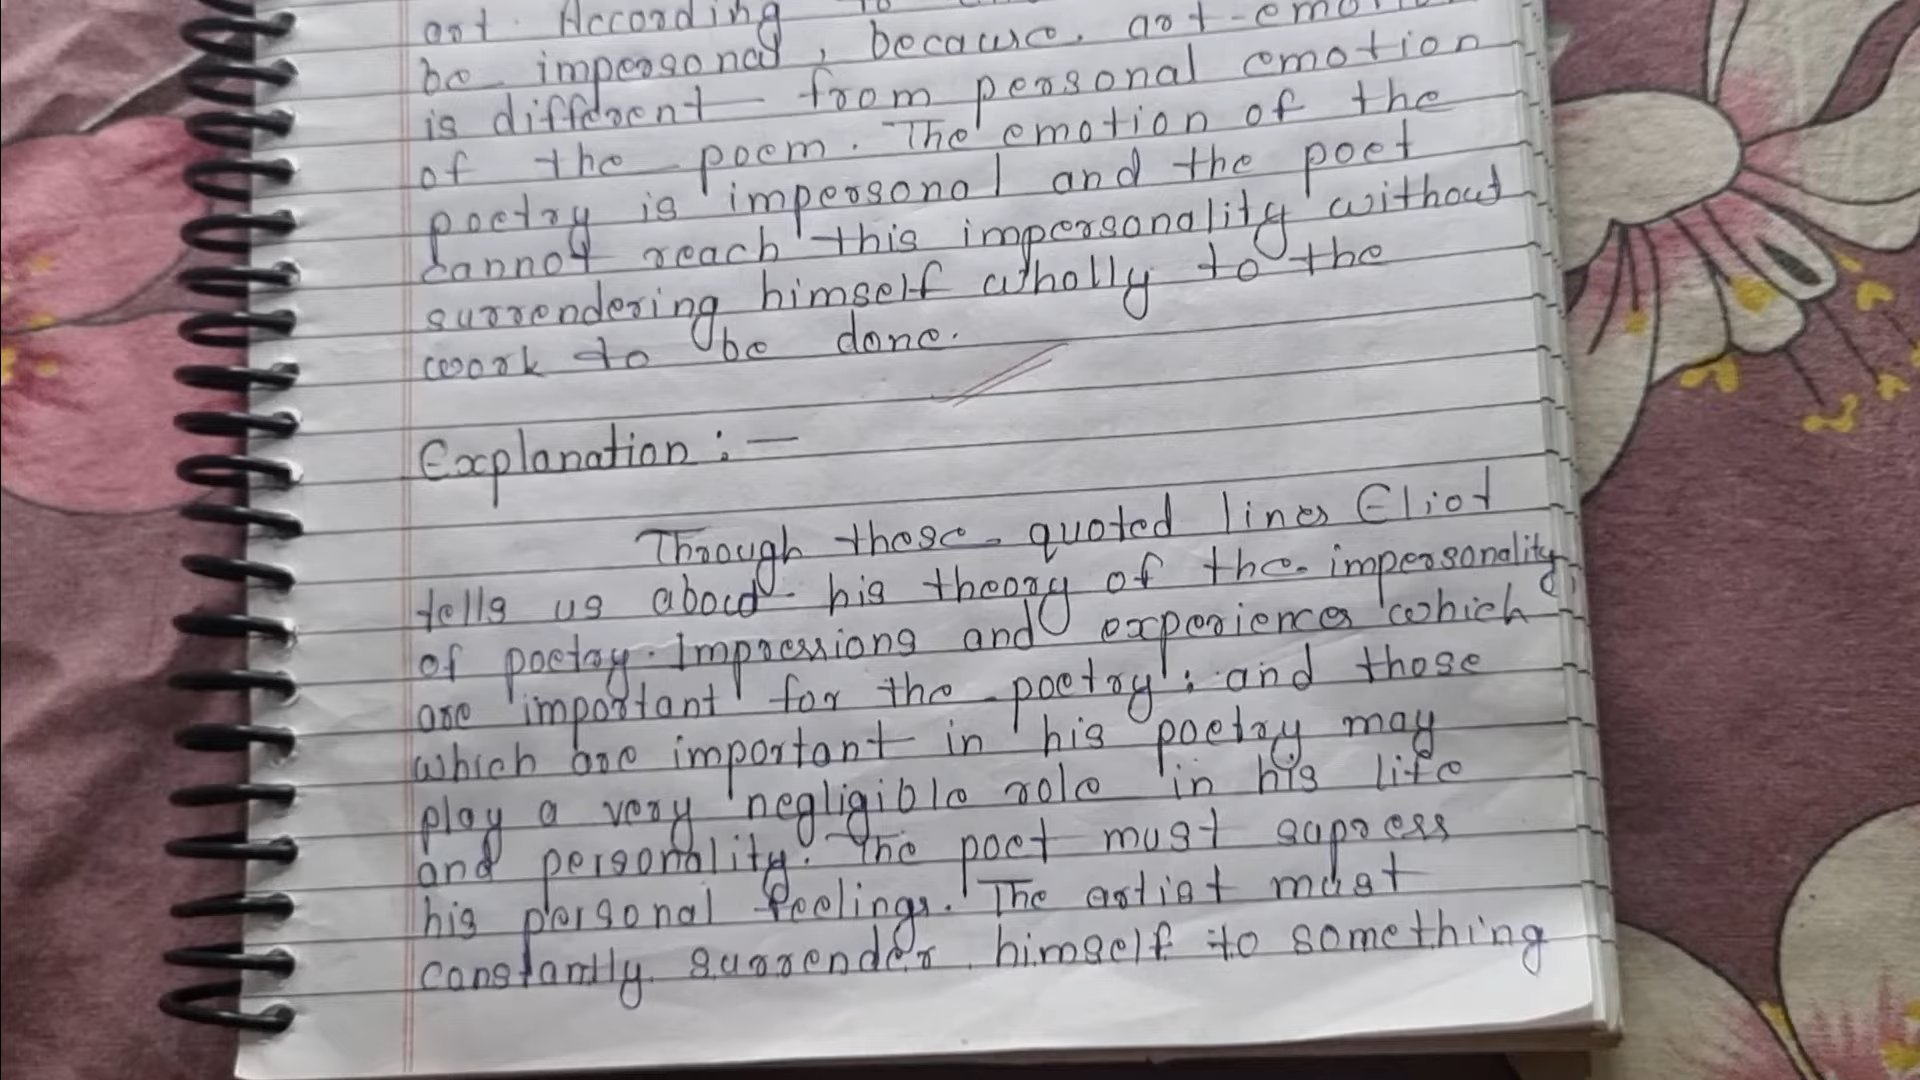 art. According to
be impersonal, because, art-emotion
is different from personal emotion
of the poem. The emotion of the
poetry is impersonal and the poet
cannot reach this impersonality without
surrendering himself wholly to the
work to be done.
Explanation : —
Through these quoted lines Eliot
tells us about his theory of the impersonality
of poetry. Impressions and experiences which
are important for the poetry; and those
which are important in his poetry may
play a very negligible role in his life
and personality. The poet must supress
his personal feelings. The artist must
constantly surrender himself to something